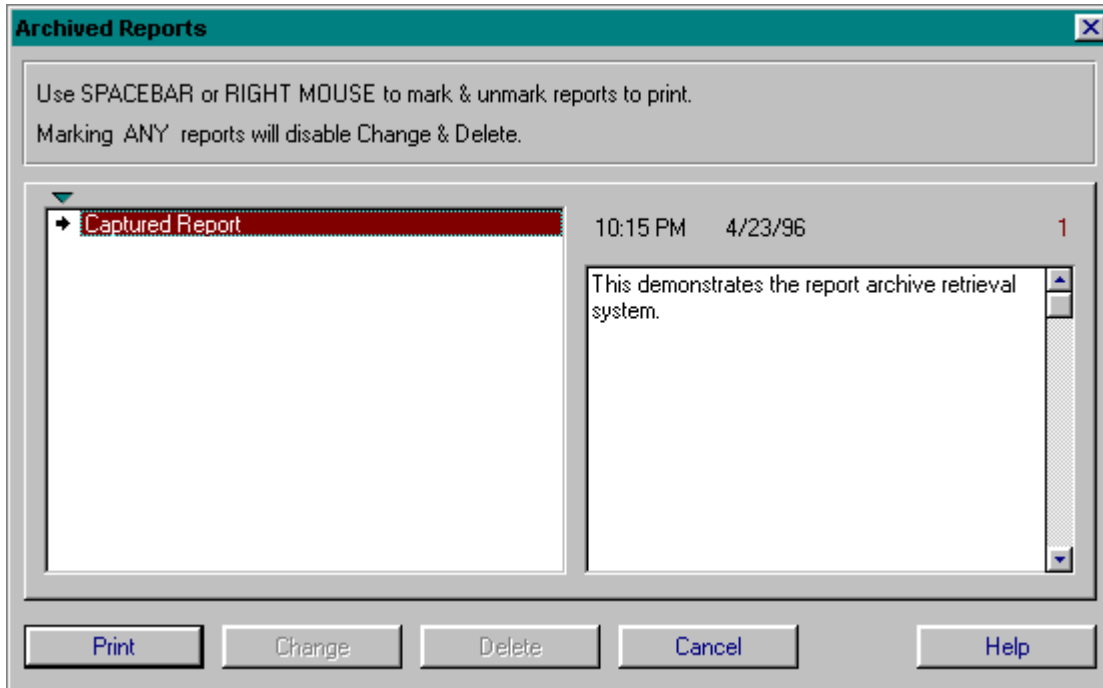 Archived Reports
Use SPACEBAR or RIGHT MOUSE to mark & unmark reports to print.
Marking ANY reports will disable Change & Delete.
Captured Report
10:15 PM 4/23/96 1
This demonstrates the report archive retrieval
system.
Print Change Delete Cancel Help